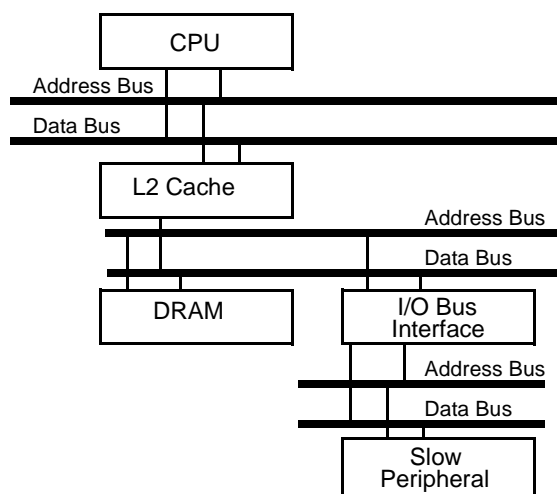 CPU
Address Bus
Data Bus
L2 Cache
Address Bus
Data Bus
DRAM
I/O Bus
Interface
Address Bus
Data Bus
Slow
Peripheral